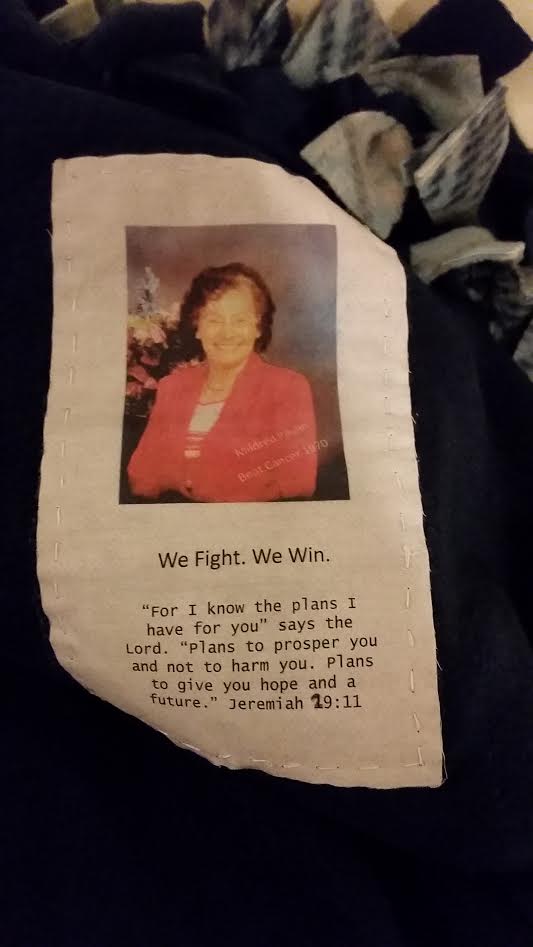 Mildred
Beat Cancer 1970
We Fight. We Win.
“For I know the plans I
have for you” says the
Lord. “Plans to prosper you
and not to harm you. Plans
to give you hope and a
future.” Jeremiah 29:11